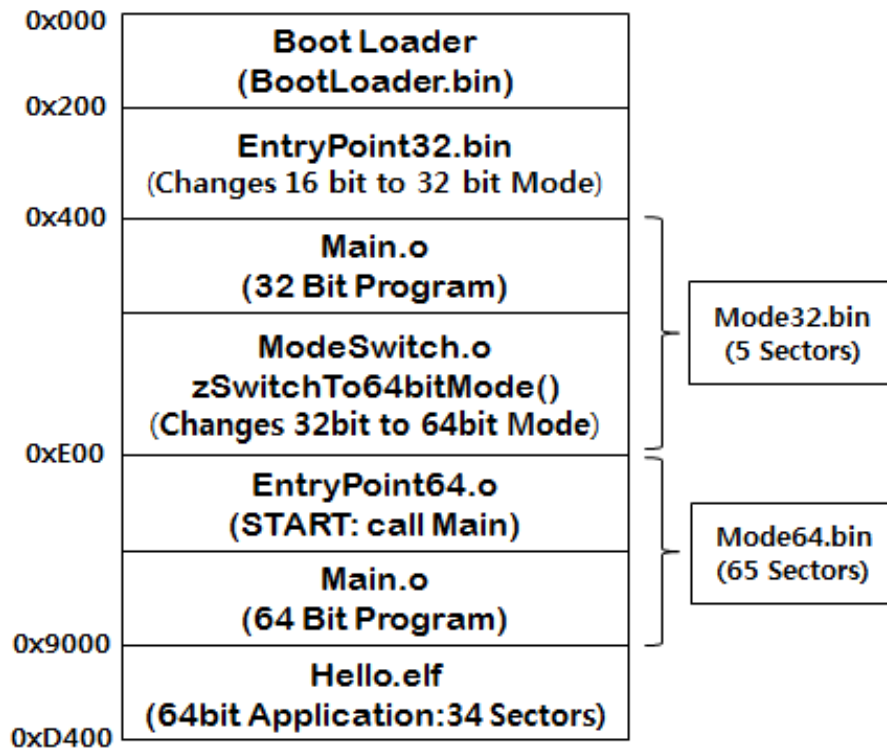 0x000
Boot Loader
(BootLoader.bin)
0x200
EntryPoint32.bin
(Changes 16 bit to 32 bit Mode)
0x400
Main.o
(32 Bit Program)
ModeSwitch.o
zSwitchTo64bitMode()
(Changes 32bit to 64bit Mode)
Mode32.bin
(5 Sectors)
0xE00
EntryPoint64.o
(START: call Main)
Main.o
(64 Bit Program)
Mode64.bin
(65 Sectors)
0x9000
Hello.elf
(64bit Application:34 Sectors)
0xD400